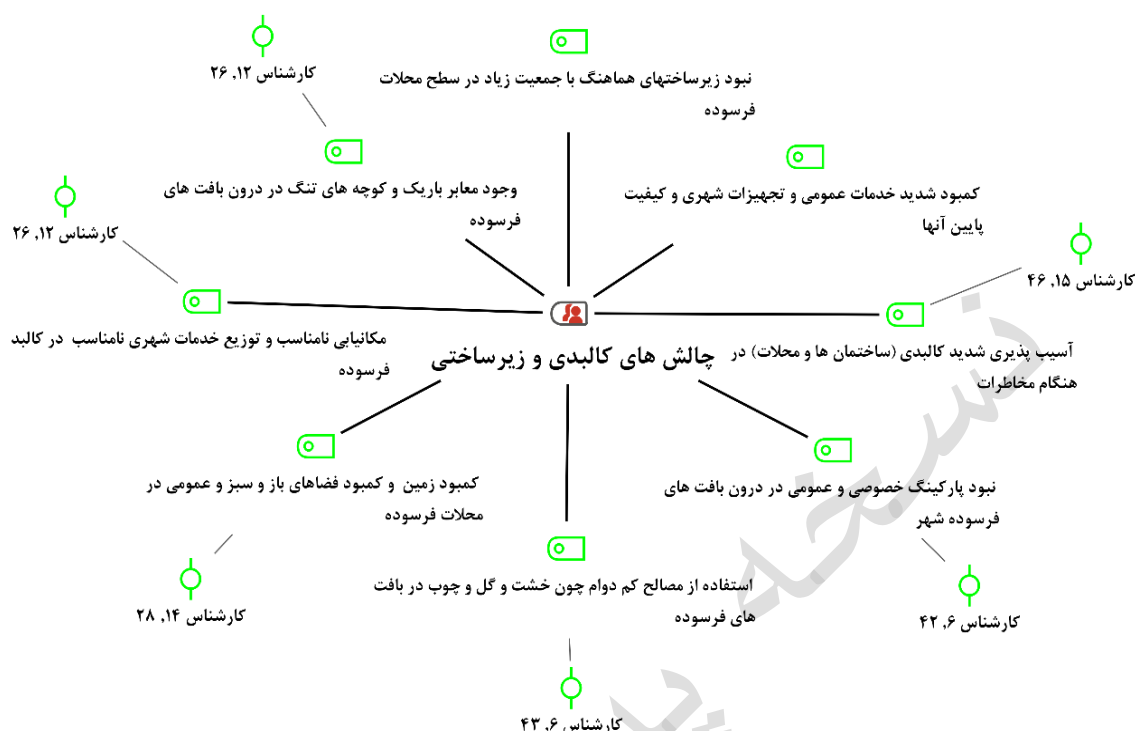 کارشناس ۱۲, ۲۶
نبود زیرساختهای هماهنگ با جمعیت زیاد در سطح محلات
فرسوده
وجود معابر باریک و کوچه های تنگ در درون بافت های
فرسوده
کمبود شدید خدمات عمومی و تجهیزات شهری و کیفیت
پایین آنها
کارشناس ۱۲, ۲۶
کارشناس ۱۵, ۴۶
مکانیابی نامناسب و توزیع خدمات شهری نامناسب در کالبد
فرسوده
چالش های کالبدی و زیرساختی
آسیب پذیری شدید کالبدی (ساختمان ها و محلات) در
هنگام مخاطرات
کمبود زمین و کمبود فضاهای باز و سبز و عمومی در
محلات فرسوده
نبود پارکینگ خصوصی و عمومی در درون بافت های
فرسوده شهر
استفاده از مصالح کم دوام چون خشت و گل و چوب در بافت
های فرسوده
کارشناس ۱۴, ۲۸
کارشناس ۶, ۴۲
کارشناس ۶, ۴۳
نسخه